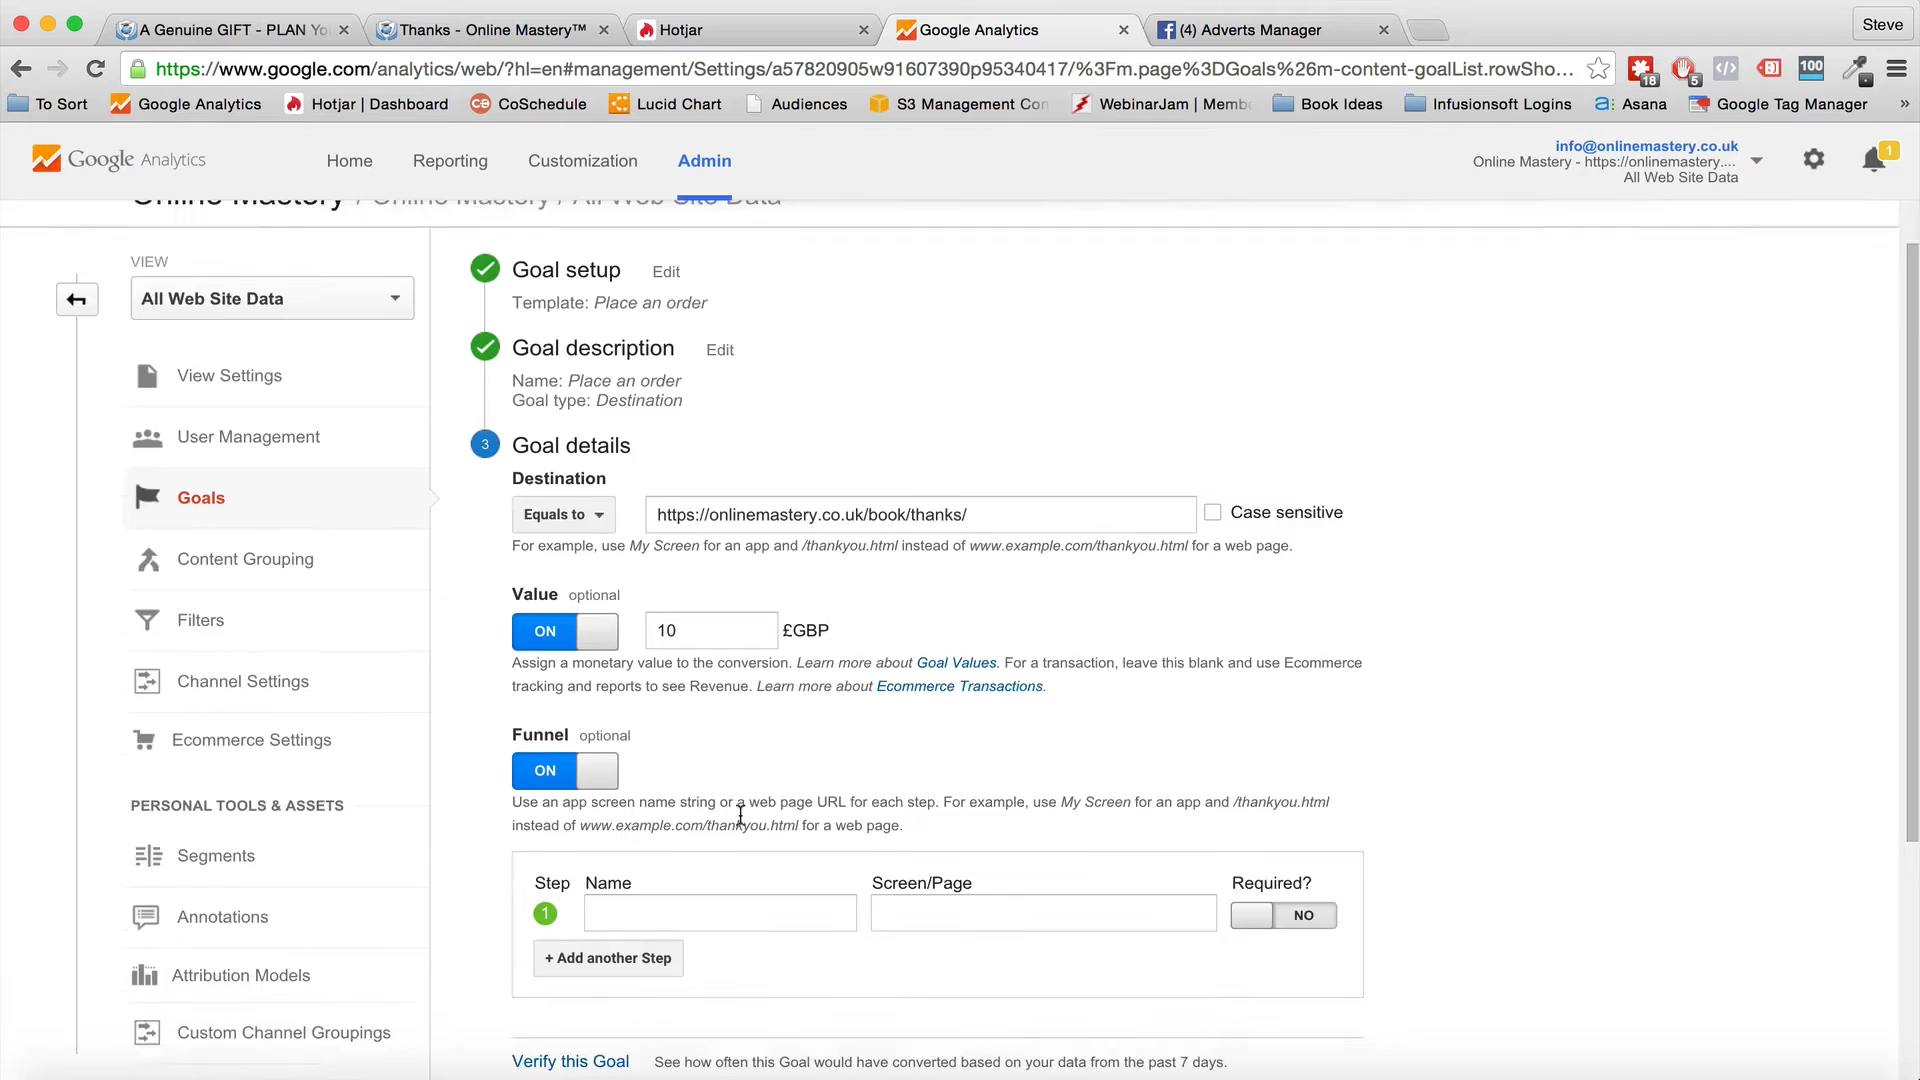 A Genuine GIFT - PLAN Yo
Thanks - Online Mastery™
Hotjar
Google Analytics
(4) Adverts Manager
Steve
https://www.google.com/analytics/web/?hl=en#management/Settings/a57820905w91607390p95340417/%3Fm.page%3DGoals%26m-content-goalList.rowSho...
18
5
100
To Sort
Google Analytics
Hotjar | Dashboard
CoSchedule
Lucid Chart
Audiences
S3 Management Con
WebinarJam | Membe
Book Ideas
Infusionsoft Logins
Asana
Google Tag Manager
»
Google Analytics
Home
Reporting
Customization
Admin
info@onlinemastery.co.uk
Online Mastery - https://onlinemastery....
All Web Site Data
1
Online Mastery / Online Mastery / All Web Site Data
VIEW
All Web Site Data
View Settings
User Management
Goals
Content Grouping
Filters
Channel Settings
Ecommerce Settings
PERSONAL TOOLS & ASSETS
Segments
Annotations
Attribution Models
Custom Channel Groupings
Goal setup Edit
Template: Place an order
Goal description Edit
Name: Place an order
Goal type: Destination
3 Goal details
Destination
Equals to
https://onlinemastery.co.uk/book/thanks/
Case sensitive
For example, use My Screen for an app and /thankyou.html instead of www.example.com/thankyou.html for a web page.
Value optional
ON
10
£GBP
Assign a monetary value to the conversion. Learn more about Goal Values. For a transaction, leave this blank and use Ecommerce
tracking and reports to see Revenue. Learn more about Ecommerce Transactions.
Funnel optional
ON
Use an app screen name string or a web page URL for each step. For example, use My Screen for an app and /thankyou.html
instead of www.example.com/thankyou.html for a web page.
Step Name Screen/Page Required?
1
NO
+ Add another Step
Verify this Goal See how often this Goal would have converted based on your data from the past 7 days.